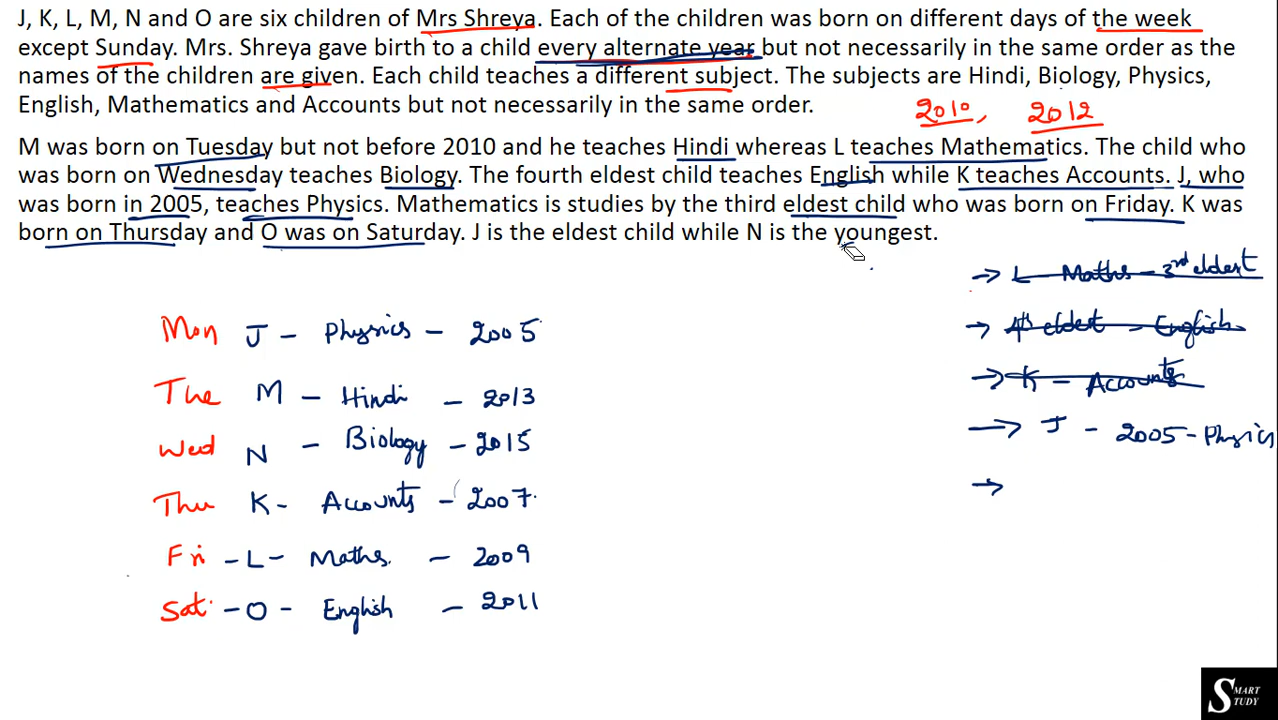 J, K, L, M, N and O are six children of Mrs Shreya. Each of the children was born on different days of the week
except Sunday. Mrs. Shreya gave birth to a child every alternate year but not necessarily in the same order as the
names of the children are given. Each child teaches a different subject. The subjects are Hindi, Biology, Physics,
English, Mathematics and Accounts but not necessarily in the same order.
2010, 2012
M was born on Tuesday but not before 2010 and he teaches Hindi whereas L teaches Mathematics. The child who
was born on Wednesday teaches Biology. The fourth eldest child teaches English while K teaches Accounts. J, who
was born in 2005, teaches Physics. Mathematics is studies by the third eldest child who was born on Friday. K was
born on Thursday and O was on Saturday. J is the eldest child while N is the youngest.
→ L - Maths - 3rd eldest
→ 4th eldest - English
→ K - Accounts
→ J - 2005 - Physics
→
Mon J - Physics - 2005
The M - Hindi - 2013
Wed N - Biology - 2015
Thu K - Accounts - 2007
Fri - L - Maths. - 2009
Sat - O - English - 2011
SMART
STUDY